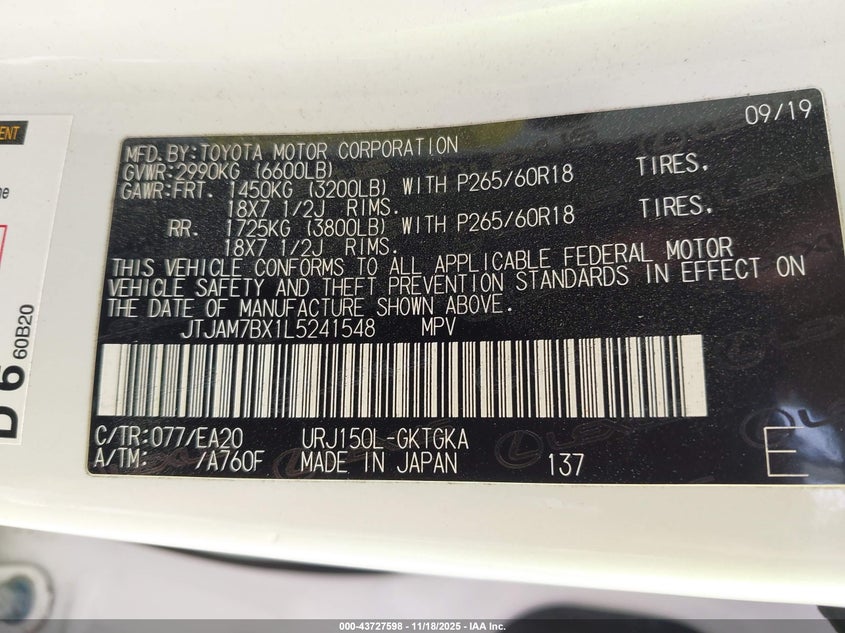 09/19
MFD.BY:TOYOTA MOTOR CORPORATION
GVWR:2990KG (6600LB)
GAWR:FRT. 1450KG (3200LB) WITH P265/60R18 TIRES,
18X7 1/2J RIMS.
RR. 1725KG (3800LB) WITH P265/60R18 TIRES,
18X7 1/2J RIMS.
THIS VEHICLE CONFORMS TO ALL APPLICABLE FEDERAL MOTOR
VEHICLE SAFETY AND THEFT PREVENTION STANDARDS IN EFFECT ON
THE DATE OF MANUFACTURE SHOWN ABOVE.
JTJAM7BX1L5241548 MPV
C/TR:077/EA20 URJ150L-GKTGKA
A/TM: /A760F MADE IN JAPAN 137 E
LEXUS
D 6
60B20
000-43727598 - 11/18/2025 - IAA Inc.